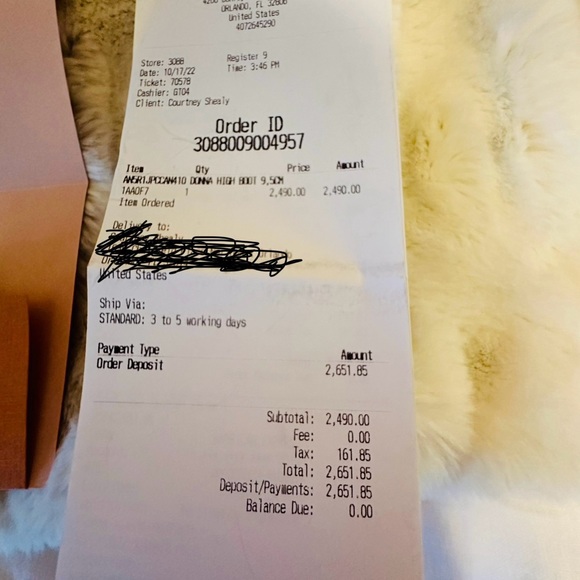 ORLANDO, FL 32806
United States
4072645290
Store: 3088 Register 9
Date: 10/17/22 Time: 3:46 PM
Ticket: 70578
Cashier: G104
Client: Courtney Shealy
Order ID
3088009004957
Item Qty Price Amount
DONNA HIGH BOOT 9,5CM
1AA0F7 1 2,490.00 2,490.00
Item Ordered
Delivery to:
United States
Ship Via:
STANDARD: 3 to 5 working days
Payment Type Amount
Order Deposit 2,651.85
Subtotal: 2,490.00
Fee: 0.00
Tax: 161.85
Total: 2,651.85
Deposit/Payments: 2,651.85
Balance Due: 0.00